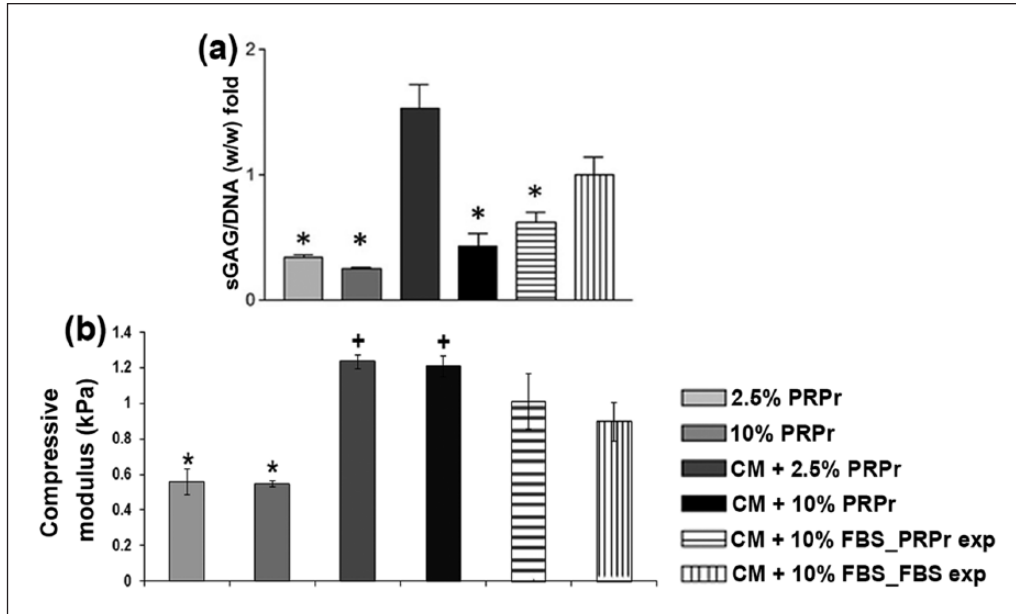 (a)
sGAG/DNA (w/w) fold
2
1
0
*
*
*
*
(b)
Compressive
modulus (kPa)
1.4
1.2
1
0.8
0.6
0.4
0.2
0
*
*
+
+
2.5% PRPr
10% PRPr
CM + 2.5% PRPr
CM + 10% PRPr
CM + 10% FBS_PRPr exp
CM + 10% FBS_FBS exp